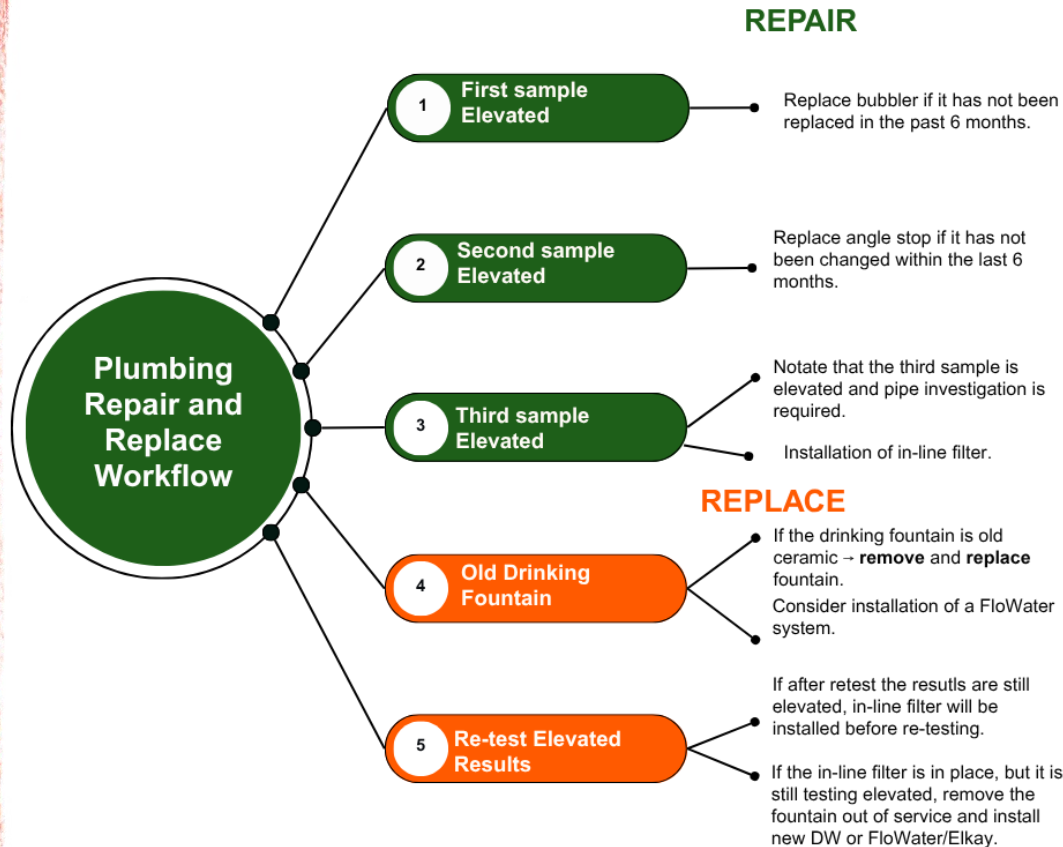 REPAIR
Plumbing
Repair and
Replace
Workflow
1
First sample
Elevated
Replace bubbler if it has not been
replaced in the past 6 months.
2
Second sample
Elevated
Replace angle stop if it has not
been changed within the last 6
months.
3
Third sample
Elevated
Notate that the third sample is
elevated and pipe investigation is
required.
Installation of in-line filter.
REPLACE
4
Old Drinking
Fountain
If the drinking fountain is old
ceramic → remove and replace
fountain.
Consider installation of a FloWater
system.
5
Re-test Elevated
Results
If after retest the resutls are still
elevated, in-line filter will be
installed before re-testing.
If the in-line filter is in place, but it is
still testing elevated, remove the
fountain out of service and install
new DW or FloWater/Elkay.